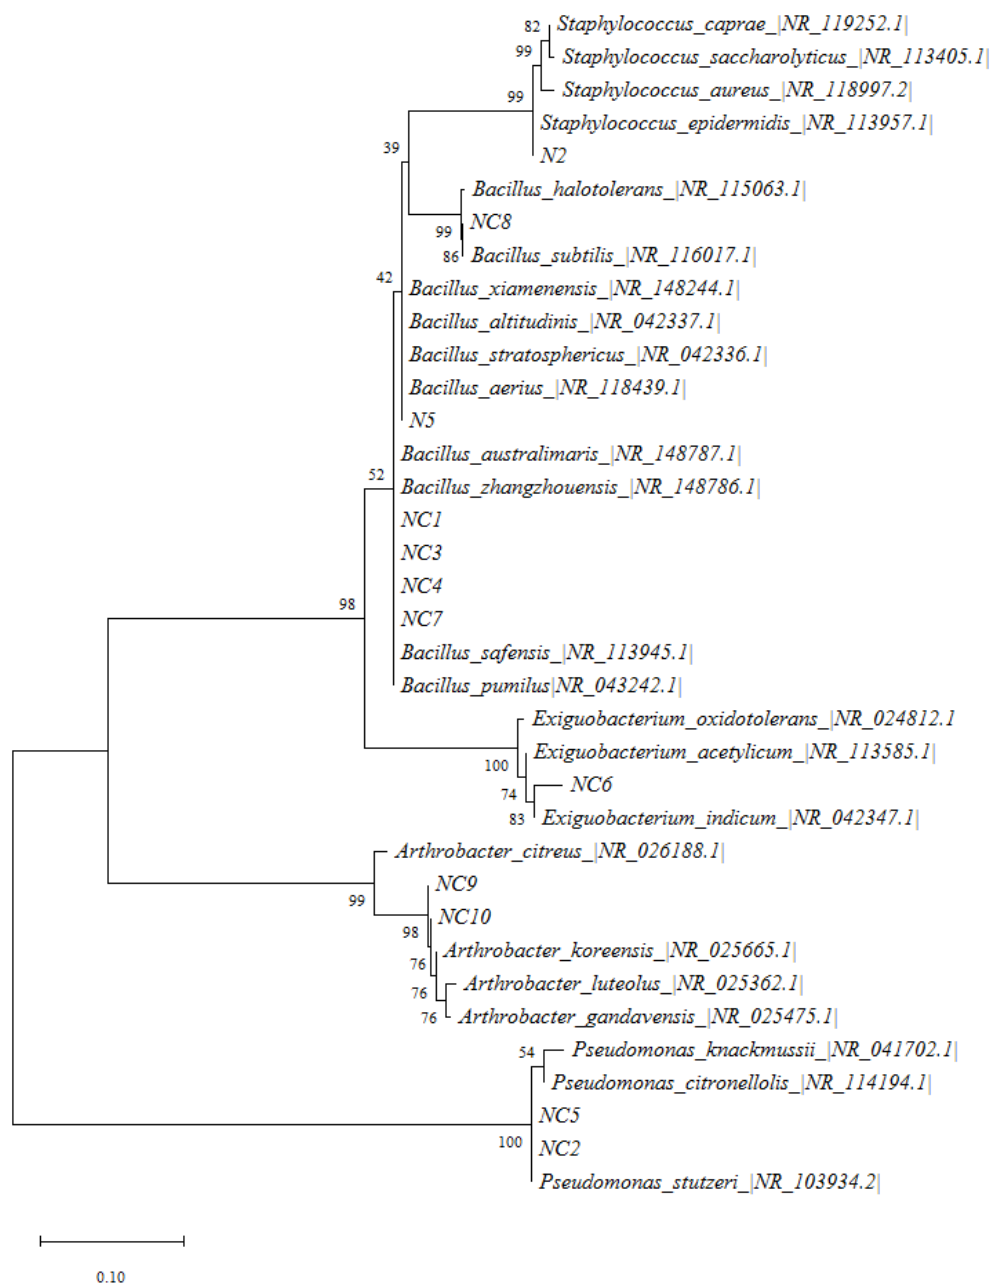 82
Staphylococcus_caprae_|NR_119252.1|
99
Staphylococcus_saccharolyticus_|NR_113405.1|
Staphylococcus_aureus_|NR_118997.2|
99
Staphylococcus_epidermidis_|NR_113957.1|
39
N2
Bacillus_halotolerans_|NR_115063.1|
NC8
99
86
Bacillus_subtilis_|NR_116017.1|
42
Bacillus_xiamenensis_|NR_148244.1|
Bacillus_altitudinis_|NR_042337.1|
Bacillus_stratosphericus_|NR_042336.1|
Bacillus_aerius_|NR_118439.1|
N5
Bacillus_australimaris_|NR_148787.1|
52
Bacillus_zhangzhouensis_|NR_148786.1|
NC1
NC3
NC4
98
NC7
Bacillus_safensis_|NR_113945.1|
Bacillus_pumilus|NR_043242.1|
Exiguobacterium_oxidotolerans_|NR_024812.1
Exiguobacterium_acetylicum_|NR_113585.1|
100
NC6
74
83
Exiguobacterium_indicum_|NR_042347.1|
Arthrobacter_citreus_|NR_026188.1|
NC9
99
NC10
98
Arthrobacter_koreensis_|NR_025665.1|
76
Arthrobacter_luteolus_|NR_025362.1|
76
76
Arthrobacter_gandavensis_|NR_025475.1|
54
Pseudomonas_knackmussii_|NR_041702.1|
Pseudomonas_citronellolis_|NR_114194.1|
NC5
100
NC2
Pseudomonas_stutzeri_|NR_103934.2|
0.10